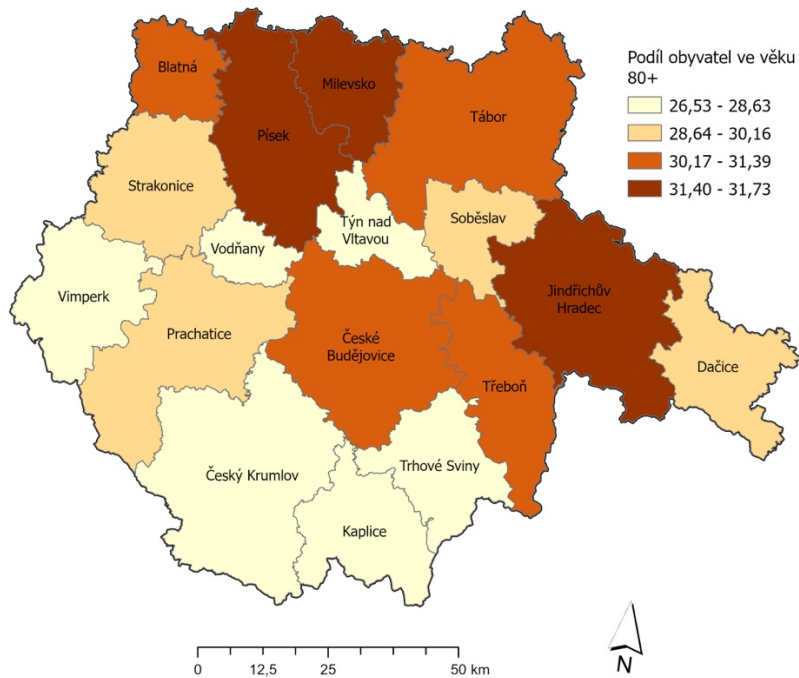 Podíl obyvatel ve věku
80+
26,53 - 28,63
28,64 - 30,16
30,17 - 31,39
31,40 - 31,73
Blatná
Milevsko
Tábor
Písek
Strakonice
Soběslav
Týn nad
Vltavou
Vodňany
Jindřichův
Hradec
Vimperk
Prachatice
České
Budějovice
Dačice
Třeboň
Trhové Sviny
Český Krumlov
Kaplice
0
12,5
25
50 km
N